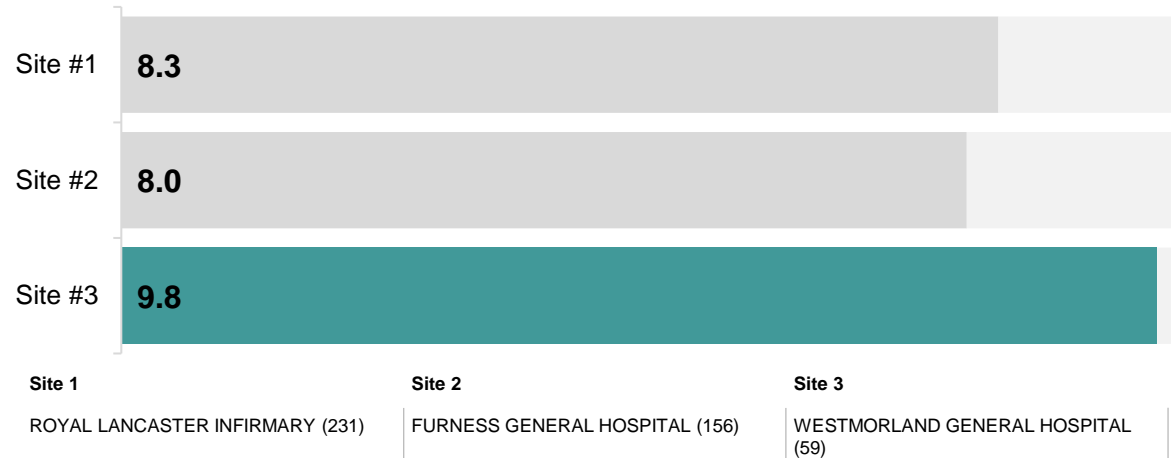 Site #1 8.3
Site #2 8.0
Site #3 9.8
Site 1 Site 2 Site 3
ROYAL LANCASTER INFIRMARY (231) FURNESS GENERAL HOSPITAL (156) WESTMORLAND GENERAL HOSPITAL
(59)